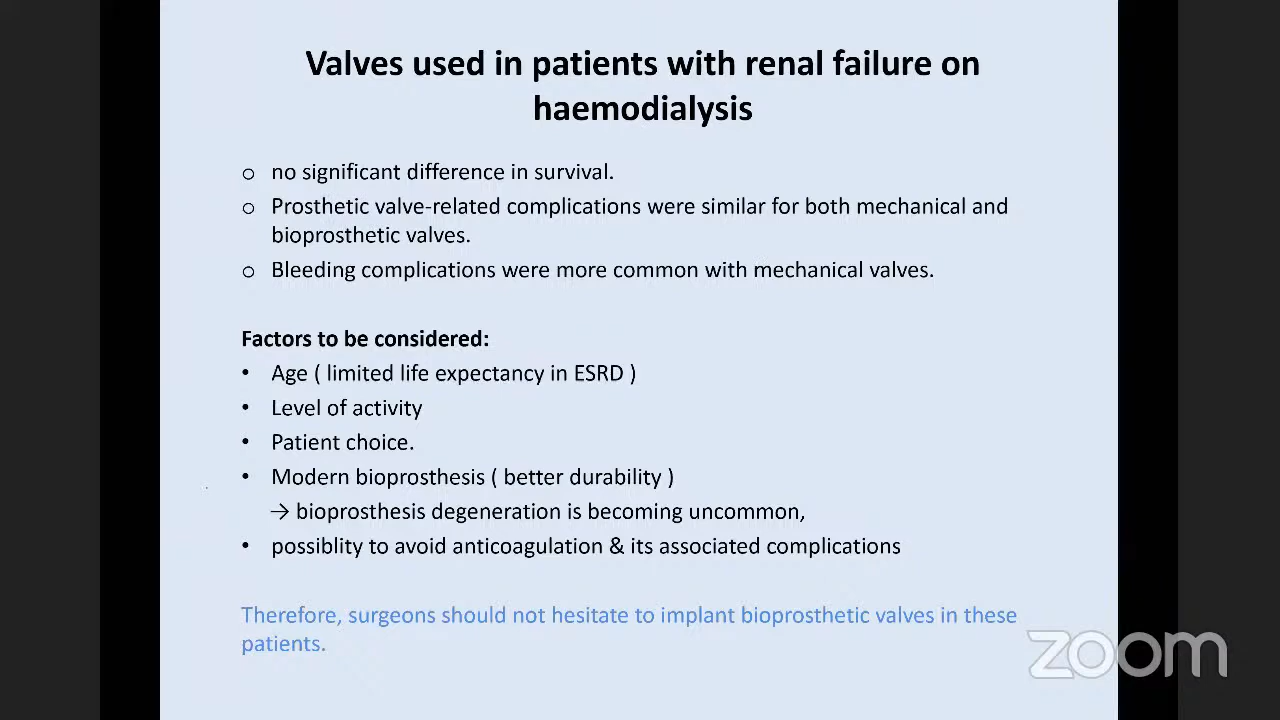 Valves used in patients with renal failure on
haemodialysis
o no significant difference in survival.
o Prosthetic valve-related complications were similar for both mechanical and
bioprosthetic valves.
o Bleeding complications were more common with mechanical valves.
Factors to be considered:
• Age ( limited life expectancy in ESRD )
• Level of activity
• Patient choice.
• Modern bioprosthesis ( better durability )
→ bioprosthesis degeneration is becoming uncommon,
• possiblity to avoid anticoagulation & its associated complications
Therefore, surgeons should not hesitate to implant bioprosthetic valves in these
patients.
zoom